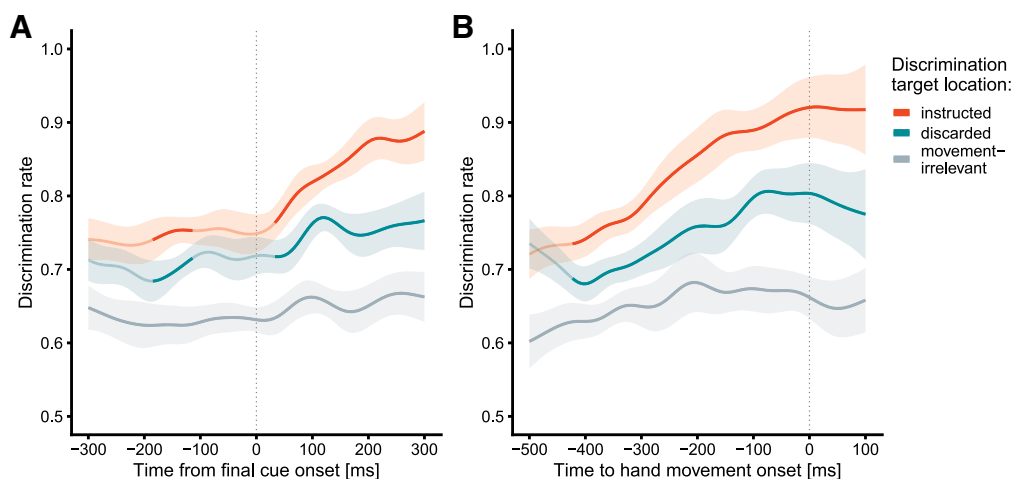 A
B
1.0
0.9
0.8
0.7
0.6
0.5
Discrimination rate
−300 −200 −100 0 100 200 300
Time from final cue onset [ms]
1.0
0.9
0.8
0.7
0.6
0.5
Discrimination rate
−500 −400 −300 −200 −100 0 100
Time to hand movement onset [ms]
Discrimination
target location:
instructed
discarded
movement−
irrelevant